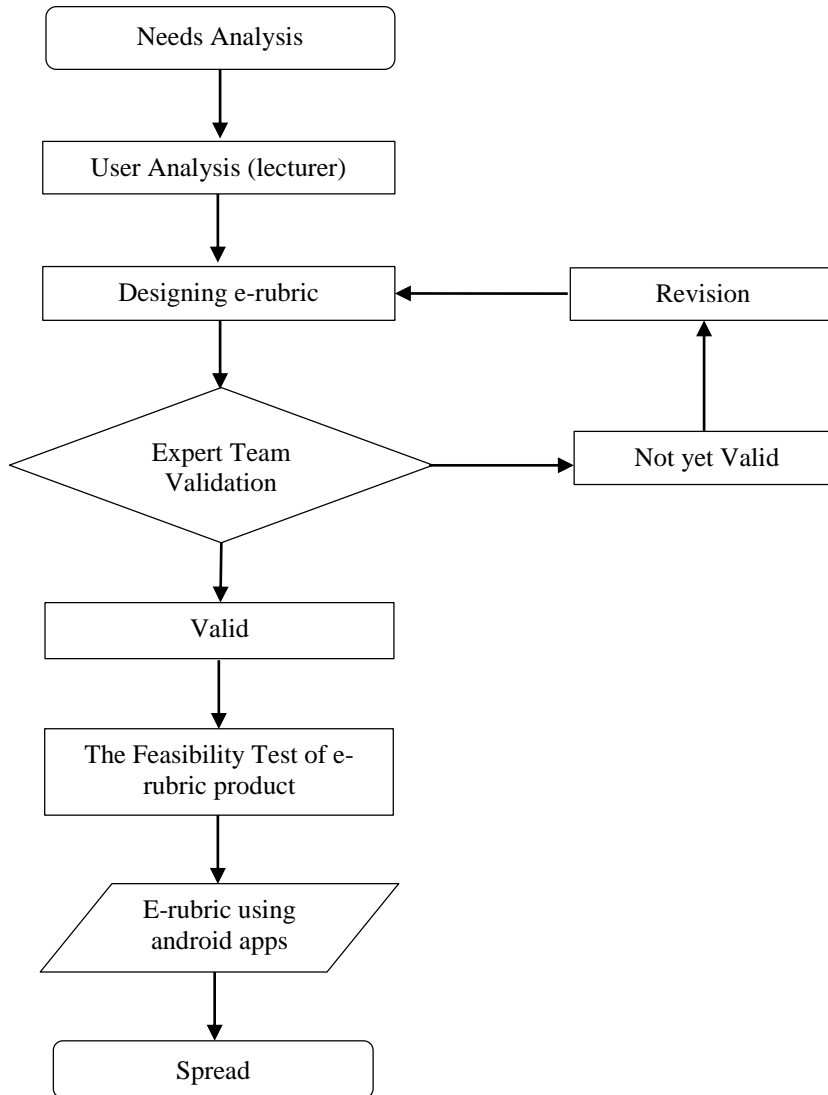 Needs Analysis
User Analysis (lecturer)
Designing e-rubric
Revision
Expert Team
Validation
Not yet Valid
Valid
The Feasibility Test of e-
rubric product
E-rubric using
android apps
Spread